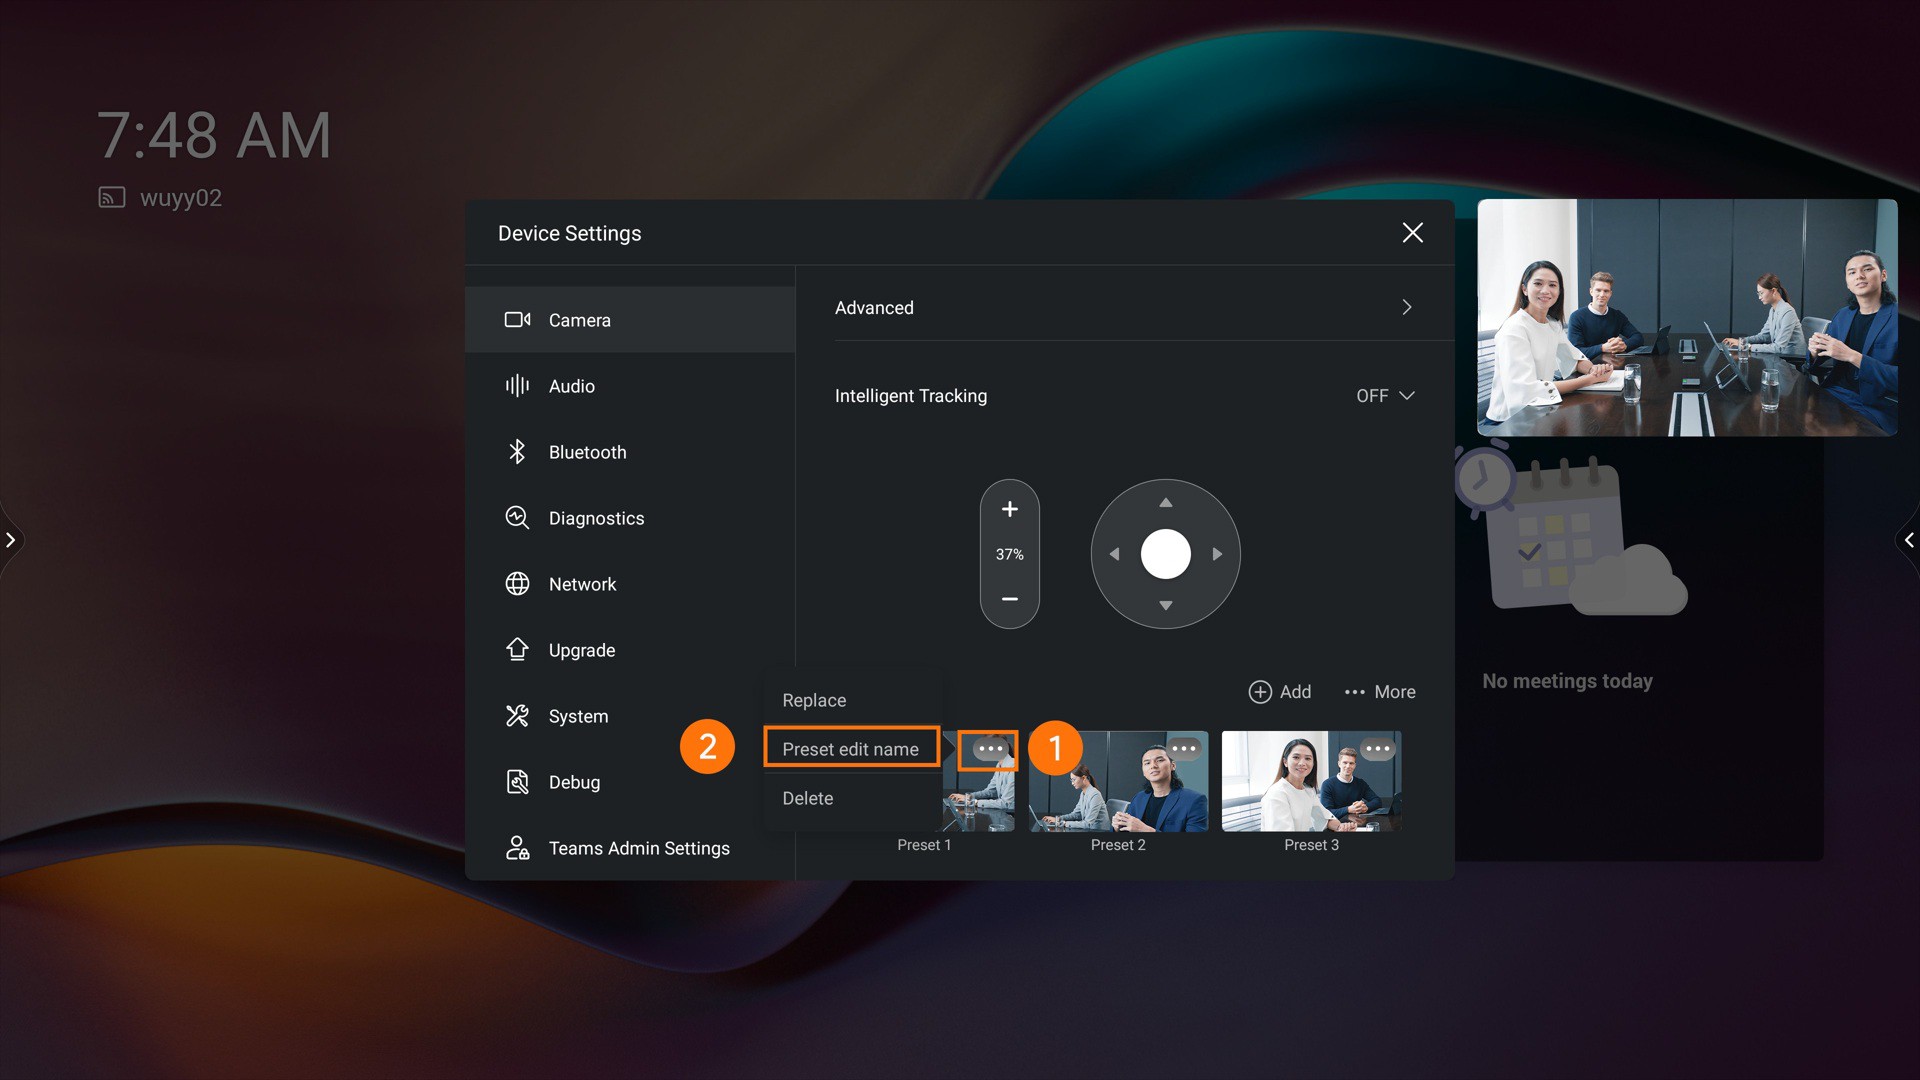 7:48 AM
wuyy02
Device Settings
Camera
Audio
Bluetooth
Diagnostics
Network
Upgrade
System
Debug
Teams Admin Settings
Advanced
Intelligent Tracking
OFF
37%
Add
More
Replace
2
Preset edit name
1
Delete
Preset 1
Preset 2
Preset 3
No meetings today